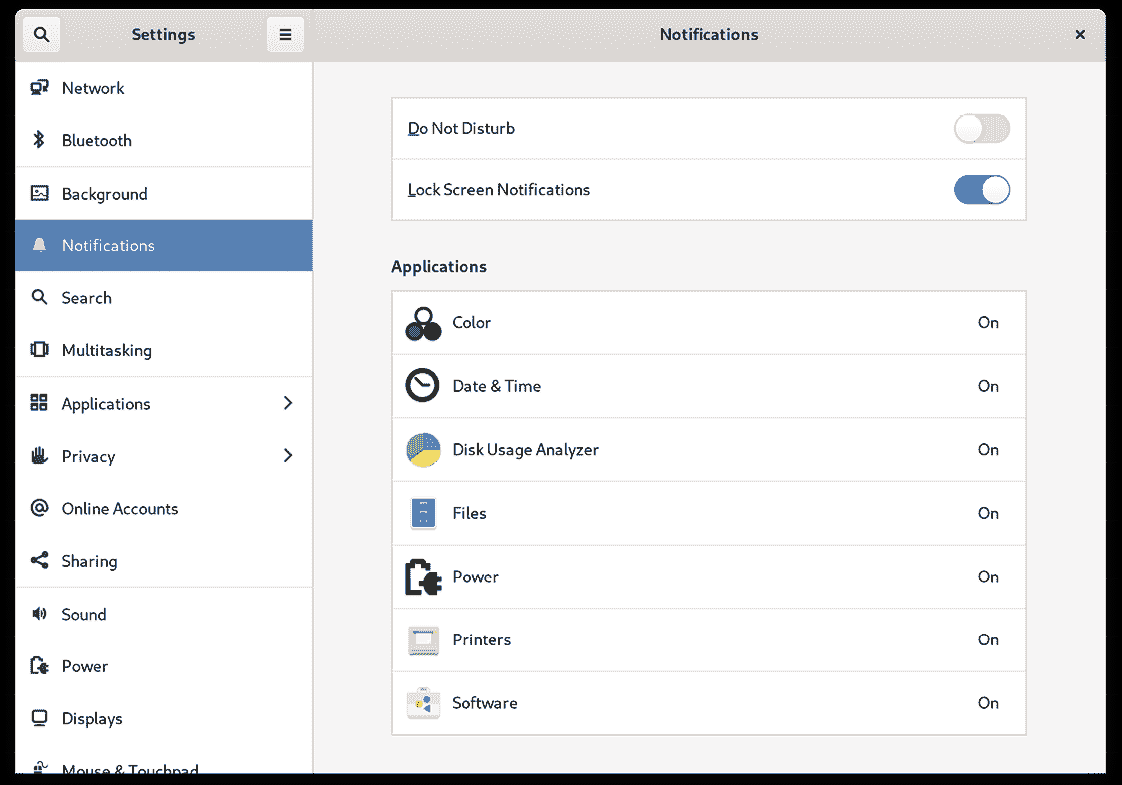 Settings
Notifications
Network
Bluetooth
Background
Notifications
Search
Multitasking
Applications
Privacy
Online Accounts
Sharing
Sound
Power
Displays
Mouse & Touchpad
Do Not Disturb
Lock Screen Notifications
Applications
Color On
Date & Time On
Disk Usage Analyzer On
Files On
Power On
Printers On
Software On